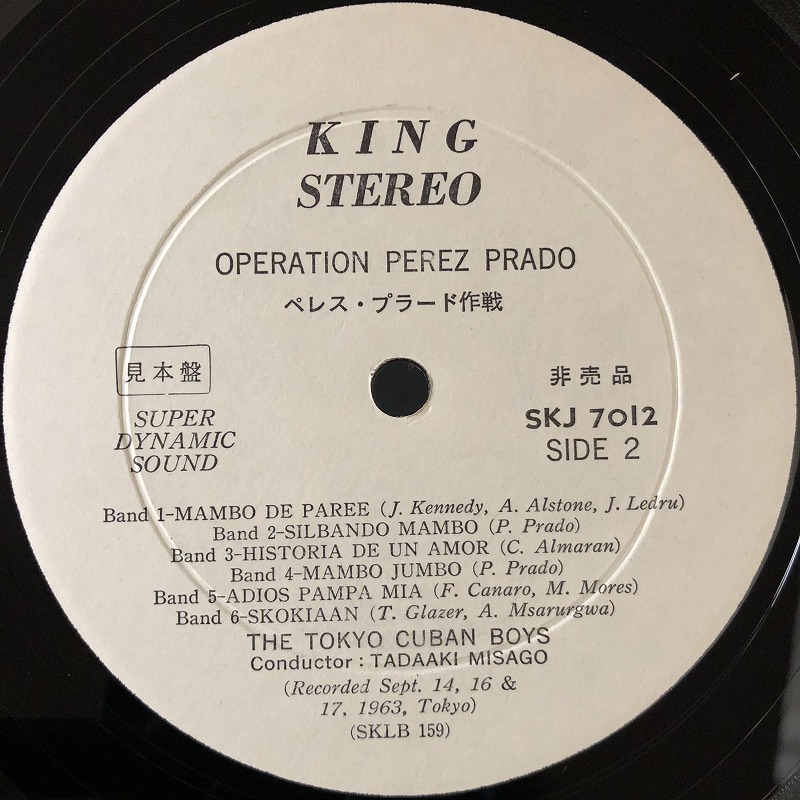 KING
STEREO
OPERATION PEREZ PRADO
ペレス・プラード作戦
見本盤
SUPER
DYNAMIC
SOUND
非売品
SKJ 7012
SIDE 2
Band 1-MAMBO DE PAREE (J. Kennedy, A. Alstone, J. Ledru)
Band 2-SILBANDO MAMBO (P. Prado)
Band 3-HISTORIA DE UN AMOR (C. Almaran)
Band 4-MAMBO JUMBO (P. Prado)
Band 5-ADIOS PAMPA MIA (F. Canaro, M. Mores)
Band 6-SKOKIAAN (T. Glazer, A. Msarurgwa)
THE TOKYO CUBAN BOYS
Conductor : TADAAKI MISAGO
(Recorded Sept. 14, 16 &
17, 1963, Tokyo)
(SKLB 159)